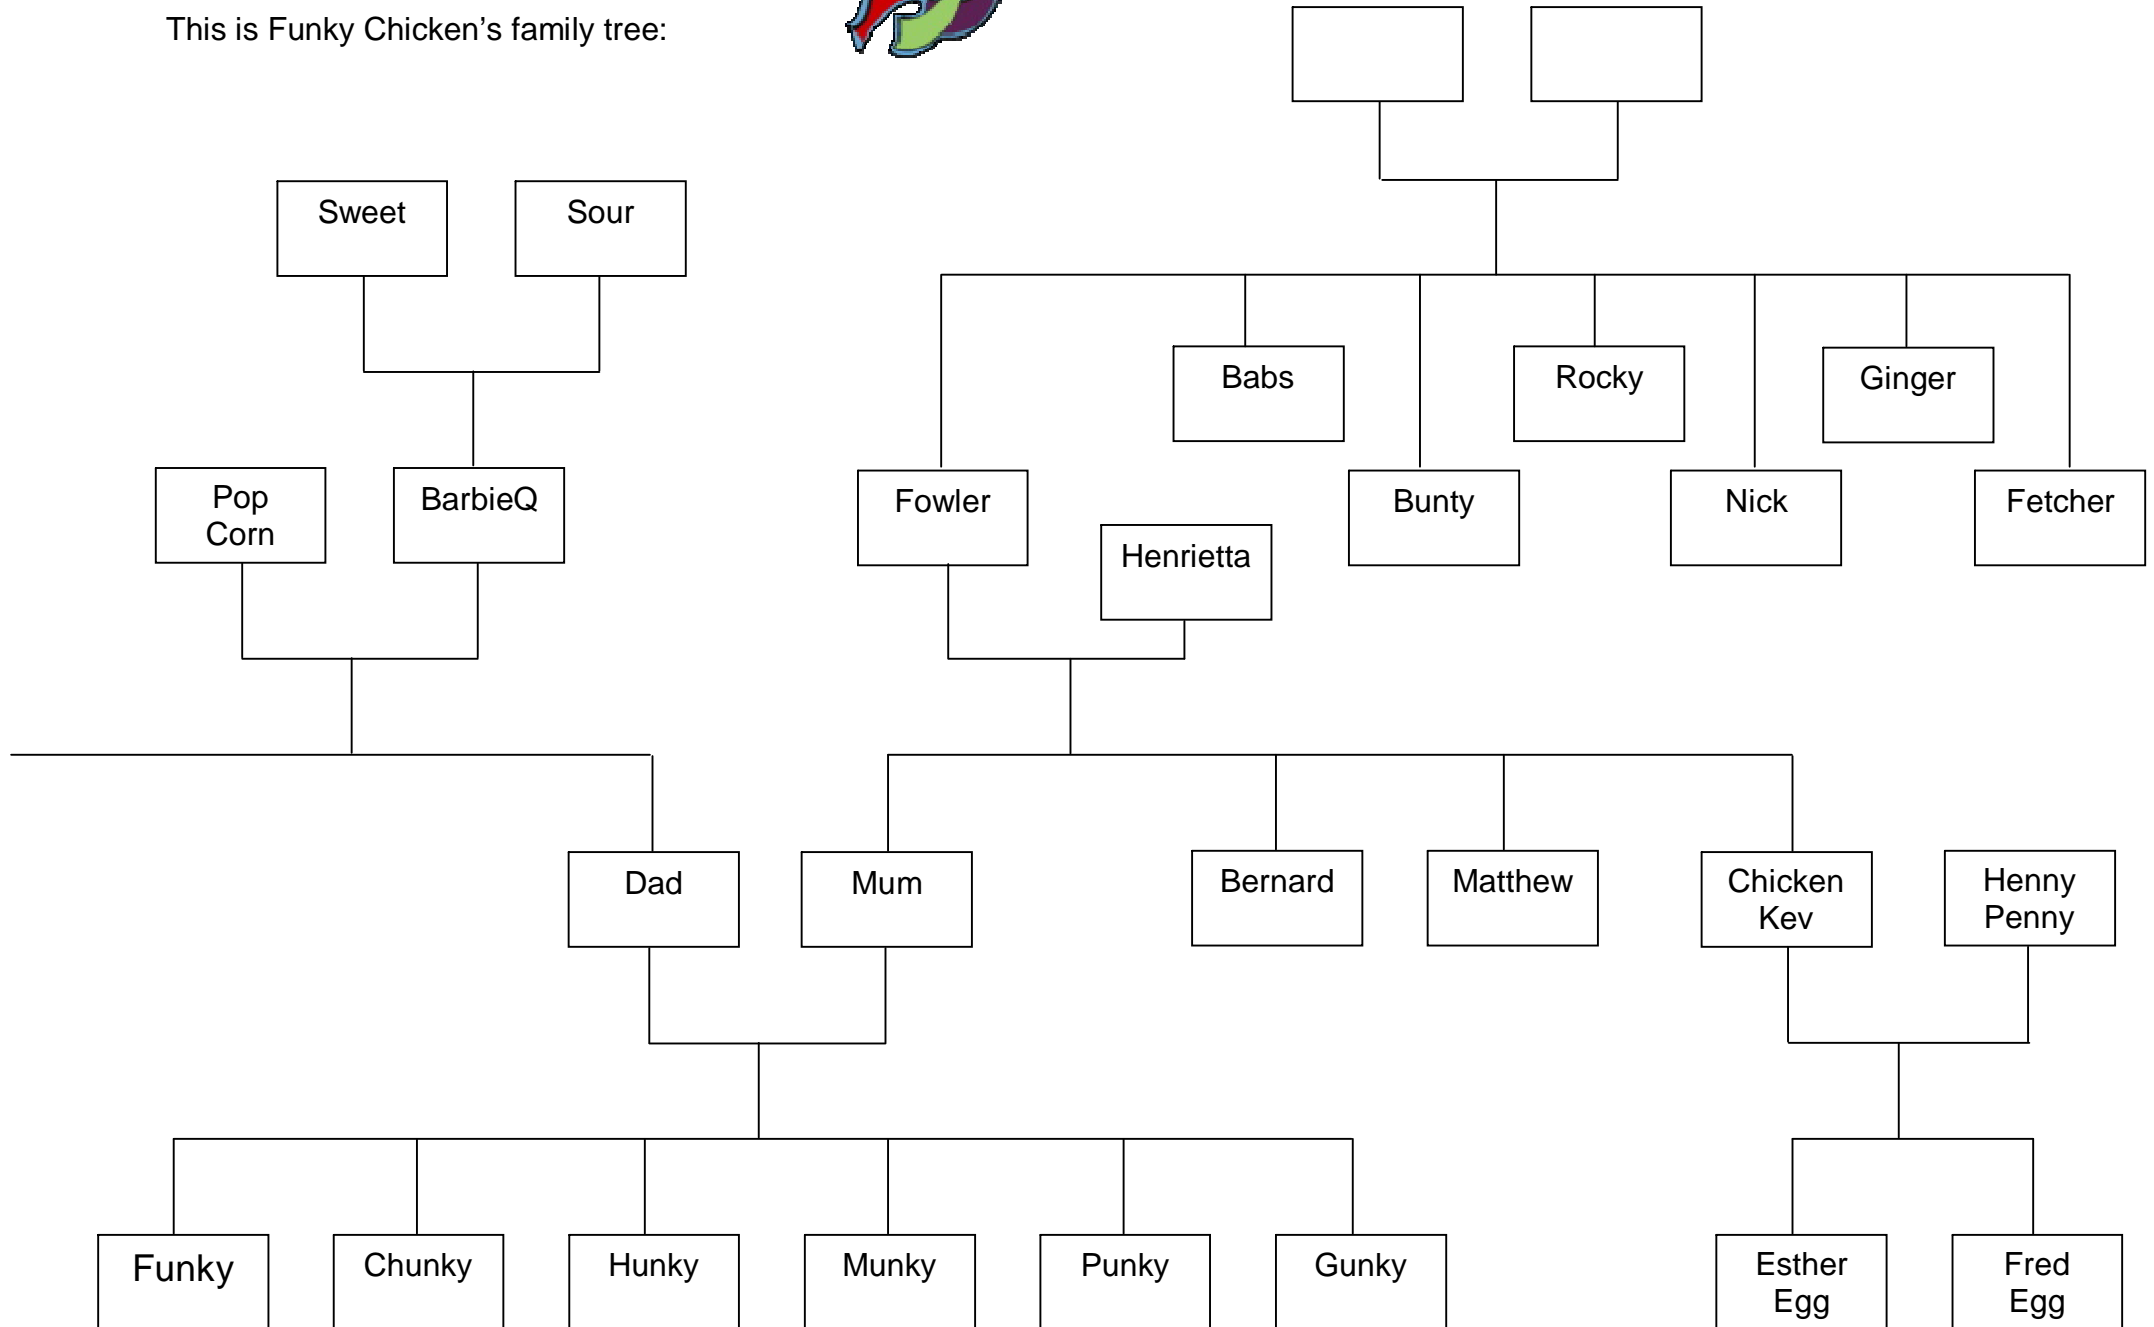 This is Funky Chicken’s family tree:
Sweet
Sour
Babs
Rocky
Ginger
Pop
Corn
BarbieQ
Fowler
Henrietta
Bunty
Nick
Fetcher
Dad
Mum
Bernard
Matthew
Chicken
Kev
Henny
Penny
Funky
Chunky
Hunky
Munky
Punky
Gunky
Esther
Egg
Fred
Egg